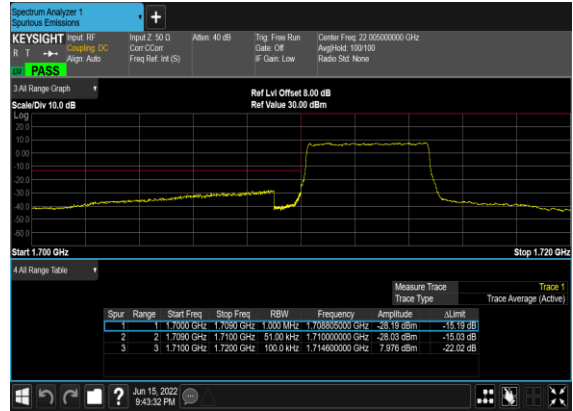 Spectrum Analyzer 1
Spurious Emissions
KEYSIGHT Input: RF Input Z: 50 Ω Atten: 40 dB Trig: Free Run Center Freq: 22.005000000 GHz
R T Coupling: DC Corr CCorr Gate: Off Avg|Hold: 100/100
Align: Auto Freq Ref: Int (S) IF Gain: Low Radio Std: None
PASS
3 All Range Graph
Ref Lvl Offset 8.00 dB
Scale/Div 10.0 dB Ref Value 30.00 dBm
Log
20.0
10.0
0.00
-10.0
-20.0
-30.0
-40.0
-50.0
-60.0
Start 1.700 GHz Stop 1.720 GHz
4 All Range Table
Measure Trace Trace 1
Trace Type Trace Average (Active)
Spur Range Start Freq Stop Freq RBW Frequency Amplitude ΔLimit
1 1 1.7000 GHz 1.7090 GHz 1.000 MHz 1.708805000 GHz -28.19 dBm -15.19 dB
2 2 1.7090 GHz 1.7100 GHz 51.00 kHz 1.710000000 GHz -28.03 dBm -15.03 dB
3 3 1.7100 GHz 1.7200 GHz 100.0 kHz 1.714600000 GHz 7.976 dBm -22.02 dB
? Jun 15, 2022
9:43:32 PM